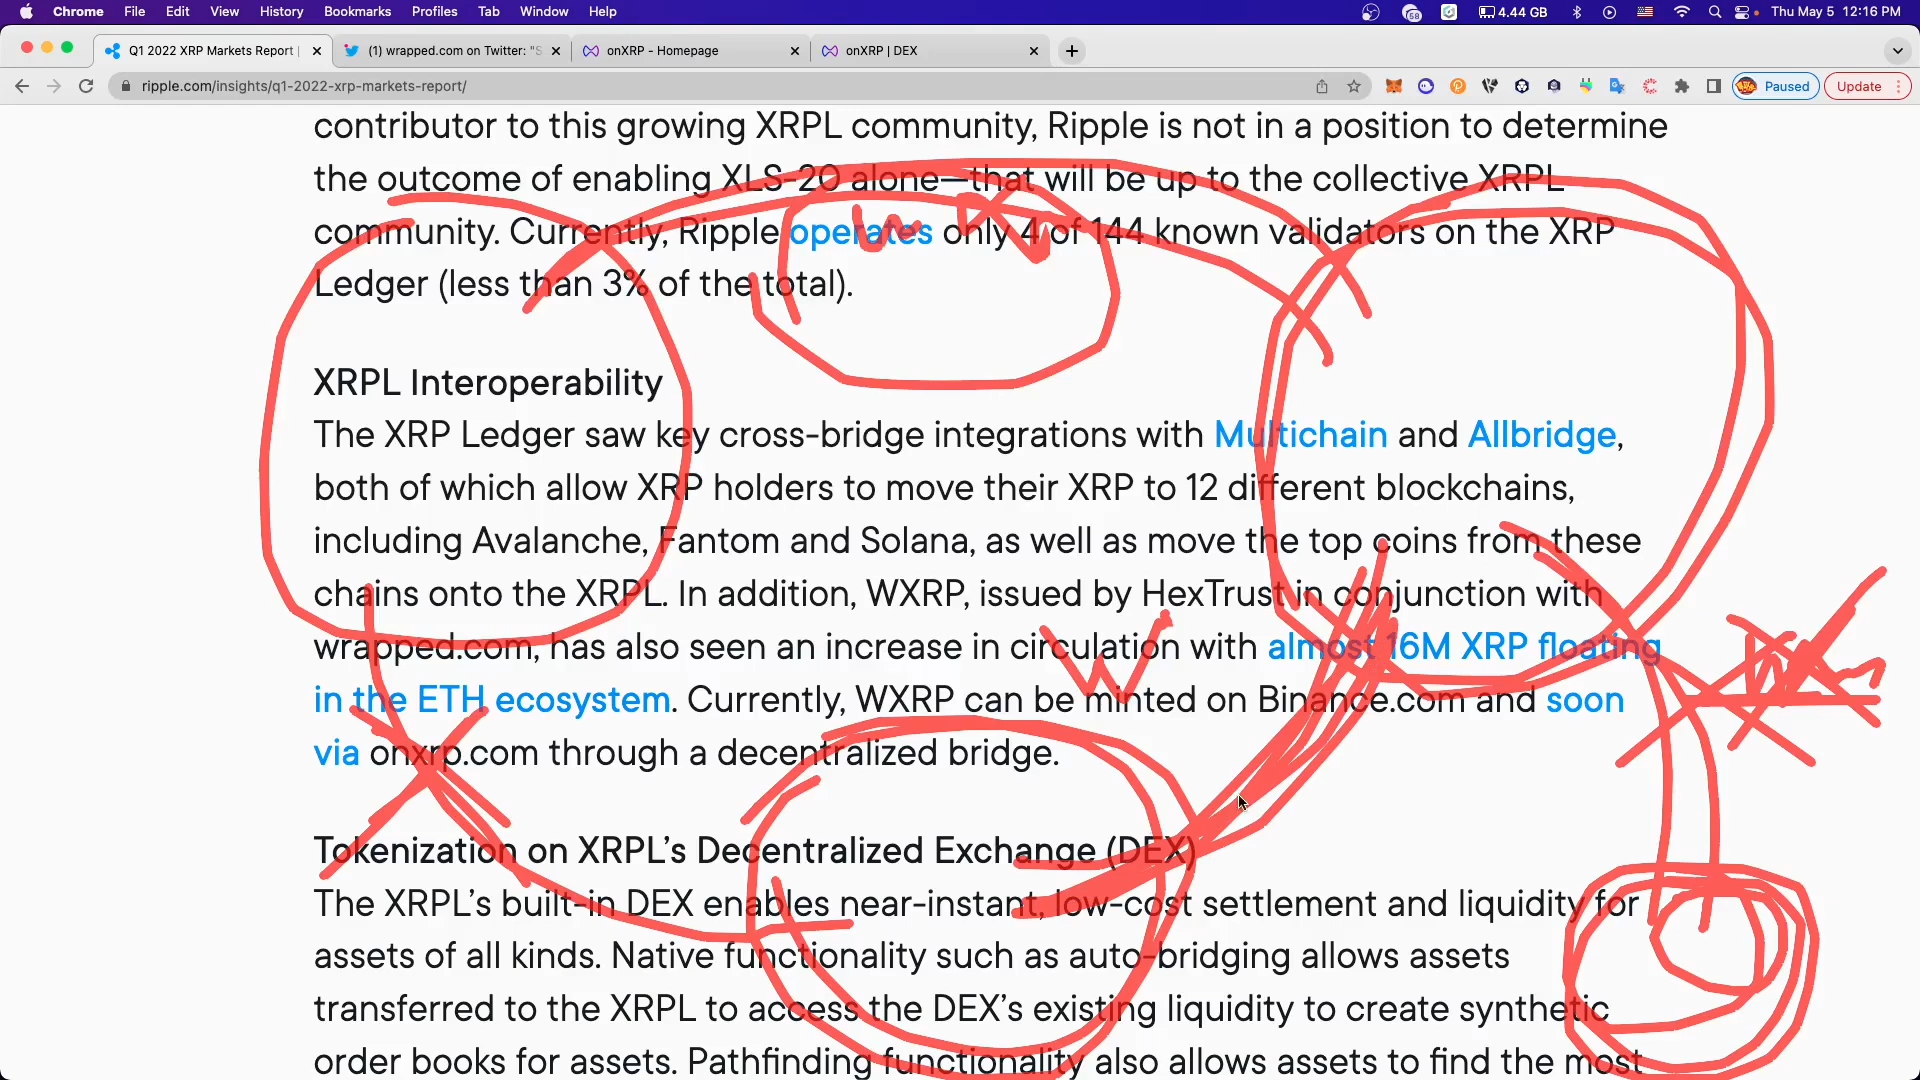 Chrome File Edit View History Bookmarks Profiles Tab Window Help 58 4.44 GB Thu May 5 12:16 PM
Q1 2022 XRP Markets Report | (1) wrapped.com on Twitter: "S onXRP - Homepage onXRP | DEX
ripple.com/insights/q1-2022-xrp-markets-report/ Paused Update
contributor to this growing XRPL community, Ripple is not in a position to determine
the outcome of enabling XLS-20 alone—that will be up to the collective XRPL
community. Currently, Ripple operates only 4 of 144 known validators on the XRP
Ledger (less than 3% of the total).
XRPL Interoperability
The XRP Ledger saw key cross-bridge integrations with Multichain and Allbridge,
both of which allow XRP holders to move their XRP to 12 different blockchains,
including Avalanche, Fantom and Solana, as well as move the top coins from these
chains onto the XRPL. In addition, WXRP, issued by HexTrust in conjunction with
wrapped.com, has also seen an increase in circulation with almost 16M XRP floating
in the ETH ecosystem. Currently, WXRP can be minted on Binance.com and soon
via onxrp.com through a decentralized bridge.
W
Tokenization on XRPL's Decentralized Exchange (DEX)
The XRPL's built-in DEX enables near-instant, low-cost settlement and liquidity for
assets of all kinds. Native functionality such as auto-bridging allows assets
transferred to the XRPL to access the DEX's existing liquidity to create synthetic
order books for assets. Pathfinding functionality also allows assets to find the most